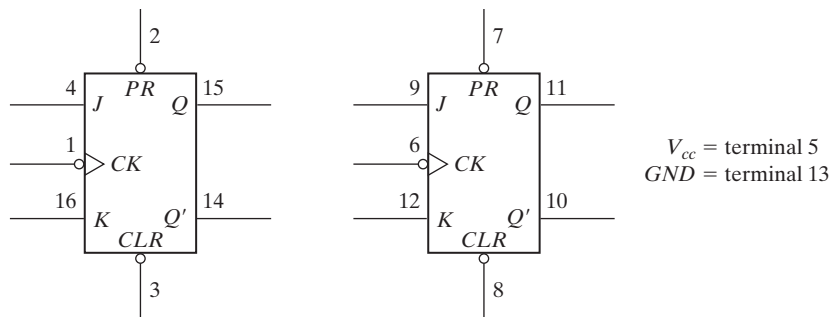 2 7
4 PR 15 9 PR 11
J Q J Q
1 6
CK CK
V_cc = terminal 5
GND = terminal 13
16 14 12 10
K Q' K Q'
CLR CLR
3 8